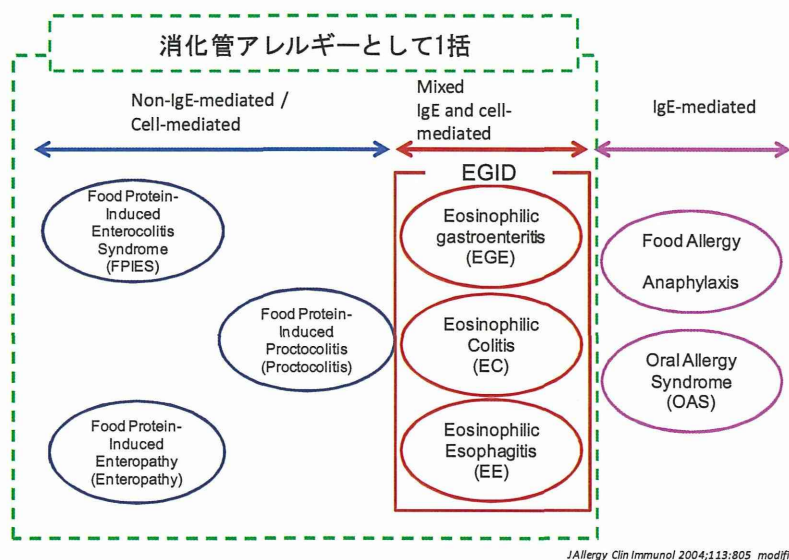 消化管アレルギーとして1括
Non-IgE-mediated /
Cell-mediated
Mixed
IgE and cell-
mediated
IgE-mediated
EGID
Food Protein-
Induced
Enterocolitis
Syndrome
(FPIES)
Food Protein-
Induced
Proctocolitis
(Proctocolitis)
Food Protein-
Induced
Enteropathy
(Enteropathy)
Eosinophilic
gastroenteritis
(EGE)
Eosinophilic
Colitis
(EC)
Eosinophilic
Esophagitis
(EE)
Food Allergy
Anaphylaxis
Oral Allergy
Syndrome
(OAS)
J Allergy Clin Immunol 2004;113:805 modifi